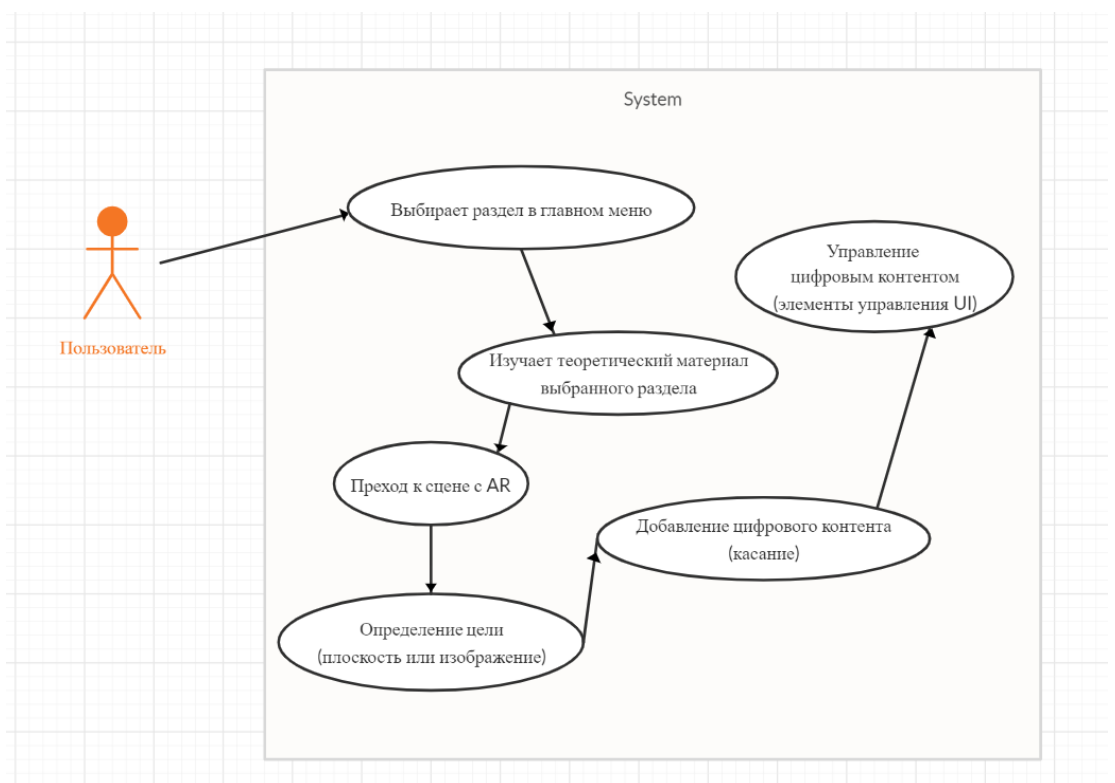 System
Выбирает раздел в главном меню
Пользователь
Управление
цифровым контентом
(элементы управления UI)
Изучает теоретический материал
выбранного раздела
Преход к сцене с AR
Добавление цифрового контента
(касание)
Определение цели
(плоскость или изображение)